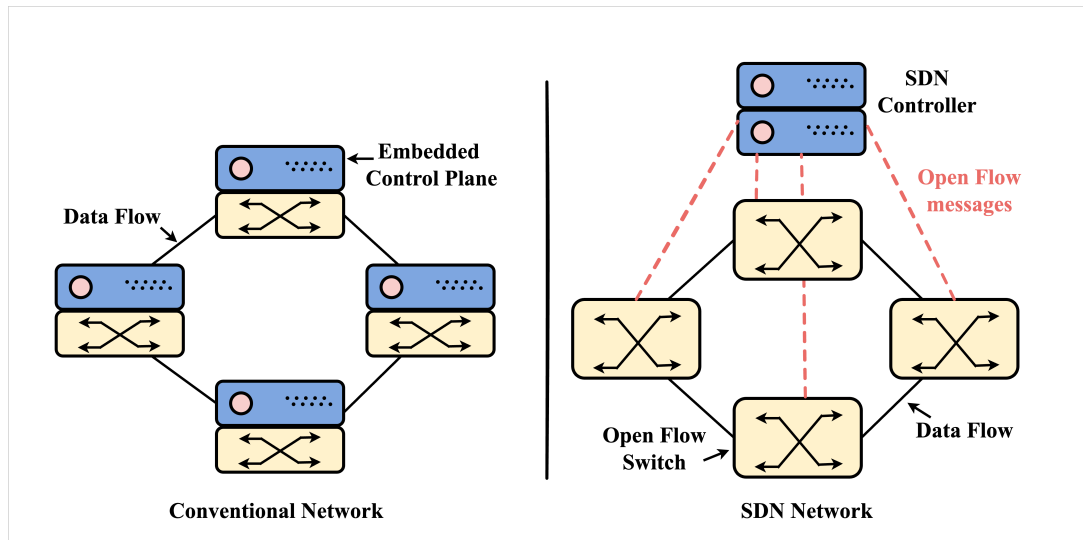 Embedded
Control Plane
Data Flow
Conventional Network
SDN
Controller
Open Flow
messages
Open Flow
Switch
Data Flow
SDN Network